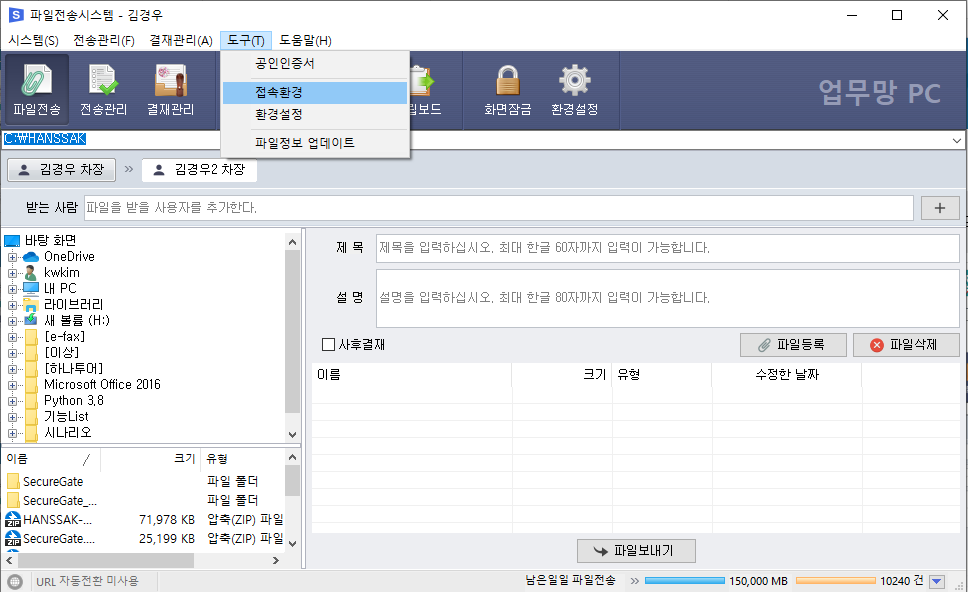 S 파일전송시스템 - 김경우
시스템(S) 전송관리(F) 결재관리(A) 도구(T) 도움말(H)
공인인증서
접속환경
환경설정
파일정보 업데이트
파일전송 전송관리 결재관리 립보드 화면잠금 환경설정
업무망 PC
C:\HANSSAK
김경우 차장 » 김경우2 차장
받는 사람 파일을 받을 사용자를 추가한다.
바탕 화면
OneDrive
kwkim
내 PC
라이브러리
새 볼륨 (H:)
[e-fax]
[이상]
[하나투어]
Microsoft Office 2016
Python 3.8
기능List
시나리오
이름 크기 유형
SecureGate 파일 폴더
SecureGate_... 파일 폴더
HANSSAK-... 71,978 KB 압축(ZIP) 파일
SecureGate.... 25,199 KB 압축(ZIP) 파일
제 목 제목을 입력하십시오. 최대 한글 60자까지 입력이 가능합니다.
설 명 설명을 입력하십시오. 최대 한글 80자까지 입력이 가능합니다.
사후결재 파일등록 파일삭제
이름 크기 유형 수정한 날짜
파일보내기
URL 자동전환 미사용 남은일일 파일전송 » 150,000 MB 10240 건